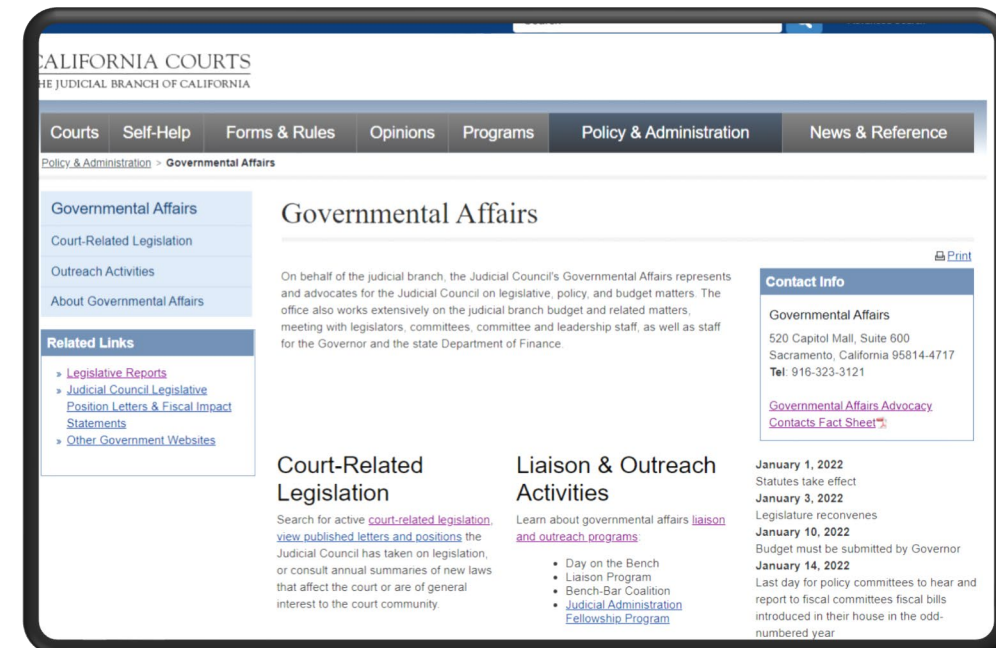 CALIFORNIA COURTS
THE JUDICIAL BRANCH OF CALIFORNIA
Courts Self-Help Forms & Rules Opinions Programs Policy & Administration News & Reference
Policy & Administration > Governmental Affairs
Governmental Affairs
Court-Related Legislation
Outreach Activities
About Governmental Affairs
Related Links
» Legislative Reports
» Judicial Council Legislative
Position Letters & Fiscal Impact
Statements
» Other Government Websites
Governmental Affairs
Print
On behalf of the judicial branch, the Judicial Council's Governmental Affairs represents
and advocates for the Judicial Council on legislative, policy, and budget matters. The
office also works extensively on the judicial branch budget and related matters,
meeting with legislators, committees, committee and leadership staff, as well as staff
for the Governor and the state Department of Finance.
Contact Info
Governmental Affairs
520 Capitol Mall, Suite 600
Sacramento, California 95814-4717
Tel: 916-323-3121
Governmental Affairs Advocacy
Contacts Fact Sheet
Court-Related
Legislation
Search for active court-related legislation,
view published letters and positions the
Judicial Council has taken on legislation,
or consult annual summaries of new laws
that affect the court or are of general
interest to the court community.
Liaison & Outreach
Activities
Learn about governmental affairs liaison
and outreach programs:
• Day on the Bench
• Liaison Program
• Bench-Bar Coalition
• Judicial Administration
Fellowship Program
January 1, 2022
Statutes take effect
January 3, 2022
Legislature reconvenes
January 10, 2022
Budget must be submitted by Governor
January 14, 2022
Last day for policy committees to hear and
report to fiscal committees fiscal bills
introduced in their house in the odd-
numbered year